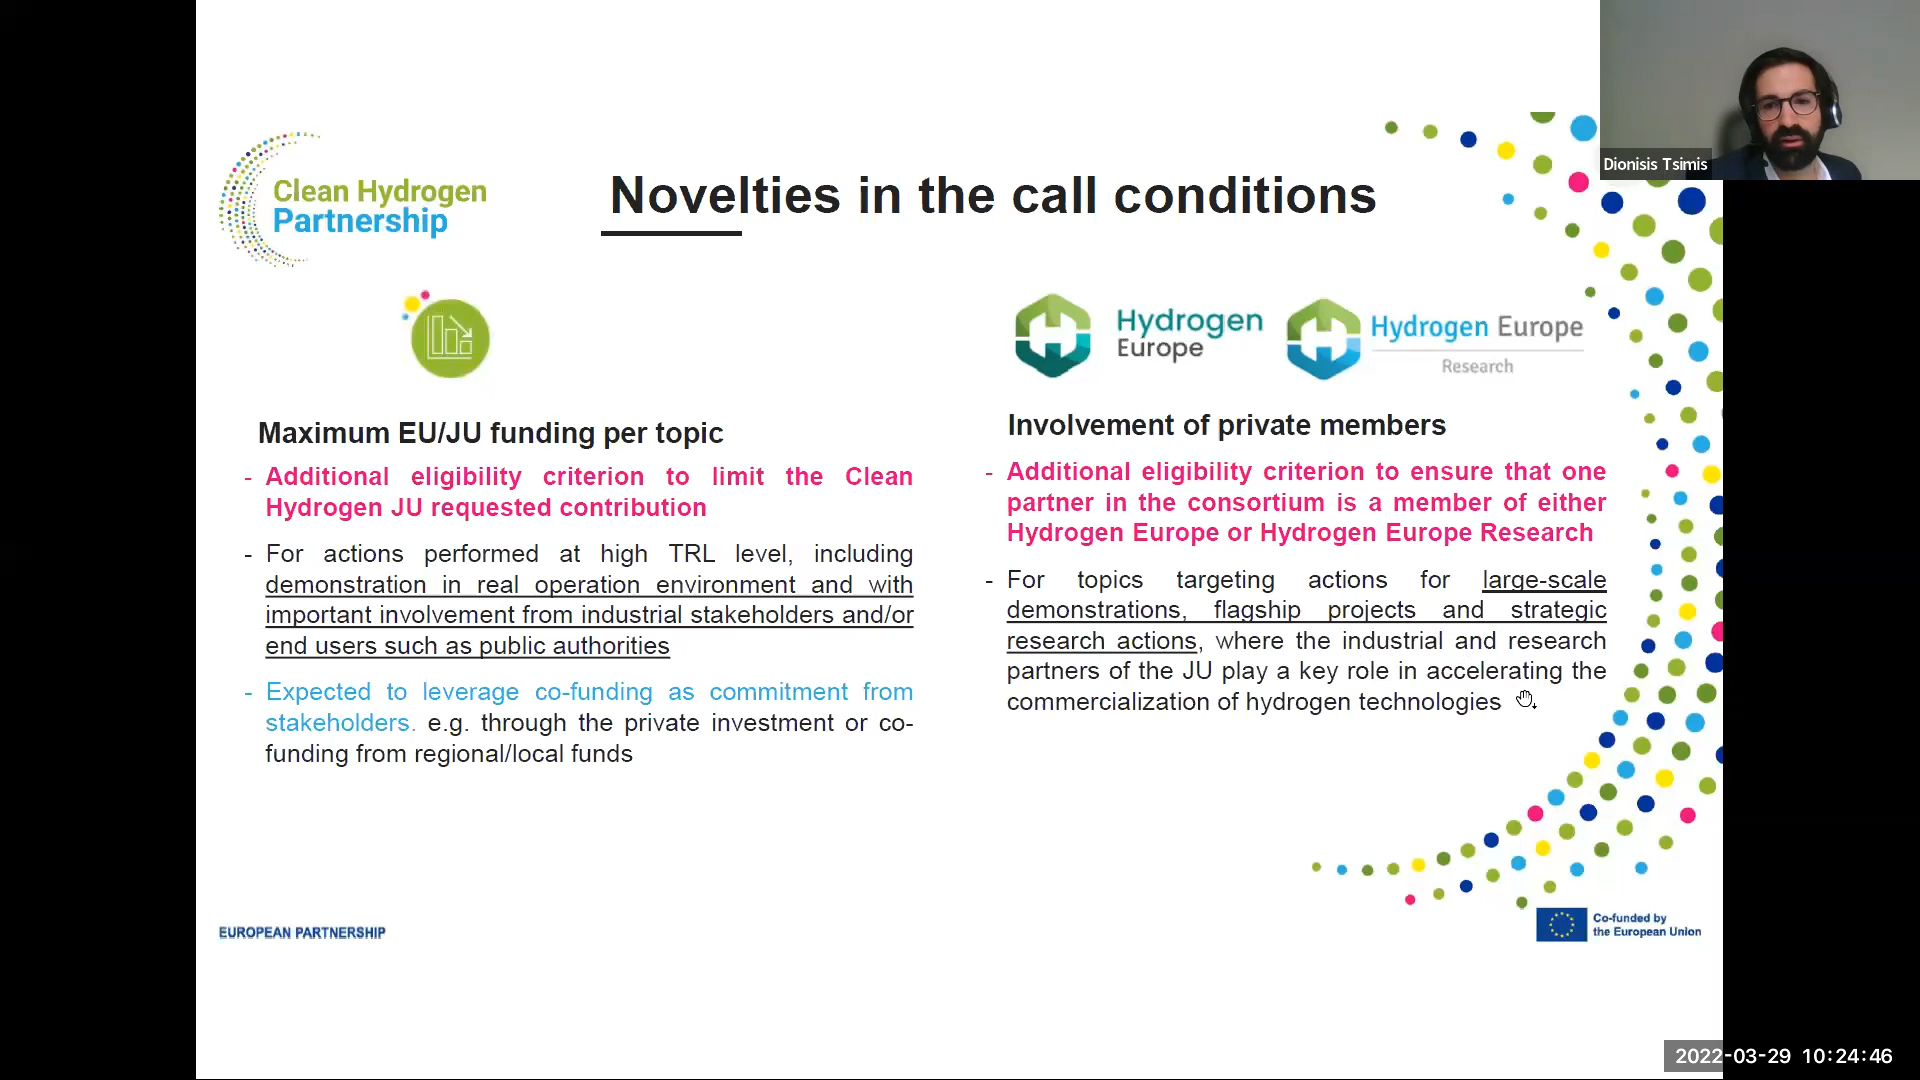 Dionisis Tsimis
Clean Hydrogen
Partnership
Novelties in the call conditions
Maximum EU/JU funding per topic
- Additional eligibility criterion to limit the Clean
Hydrogen JU requested contribution
- For actions performed at high TRL level, including
demonstration in real operation environment and with
important involvement from industrial stakeholders and/or
end users such as public authorities
- Expected to leverage co-funding as commitment from
stakeholders. e.g. through the private investment or co-
funding from regional/local funds
Hydrogen
Europe
Hydrogen Europe
Research
Involvement of private members
- Additional eligibility criterion to ensure that one
partner in the consortium is a member of either
Hydrogen Europe or Hydrogen Europe Research
- For topics targeting actions for large-scale
demonstrations, flagship projects and strategic
research actions, where the industrial and research
partners of the JU play a key role in accelerating the
commercialization of hydrogen technologies
EUROPEAN PARTNERSHIP
Co-funded by
the European Union
2022-03-29 10:24:46